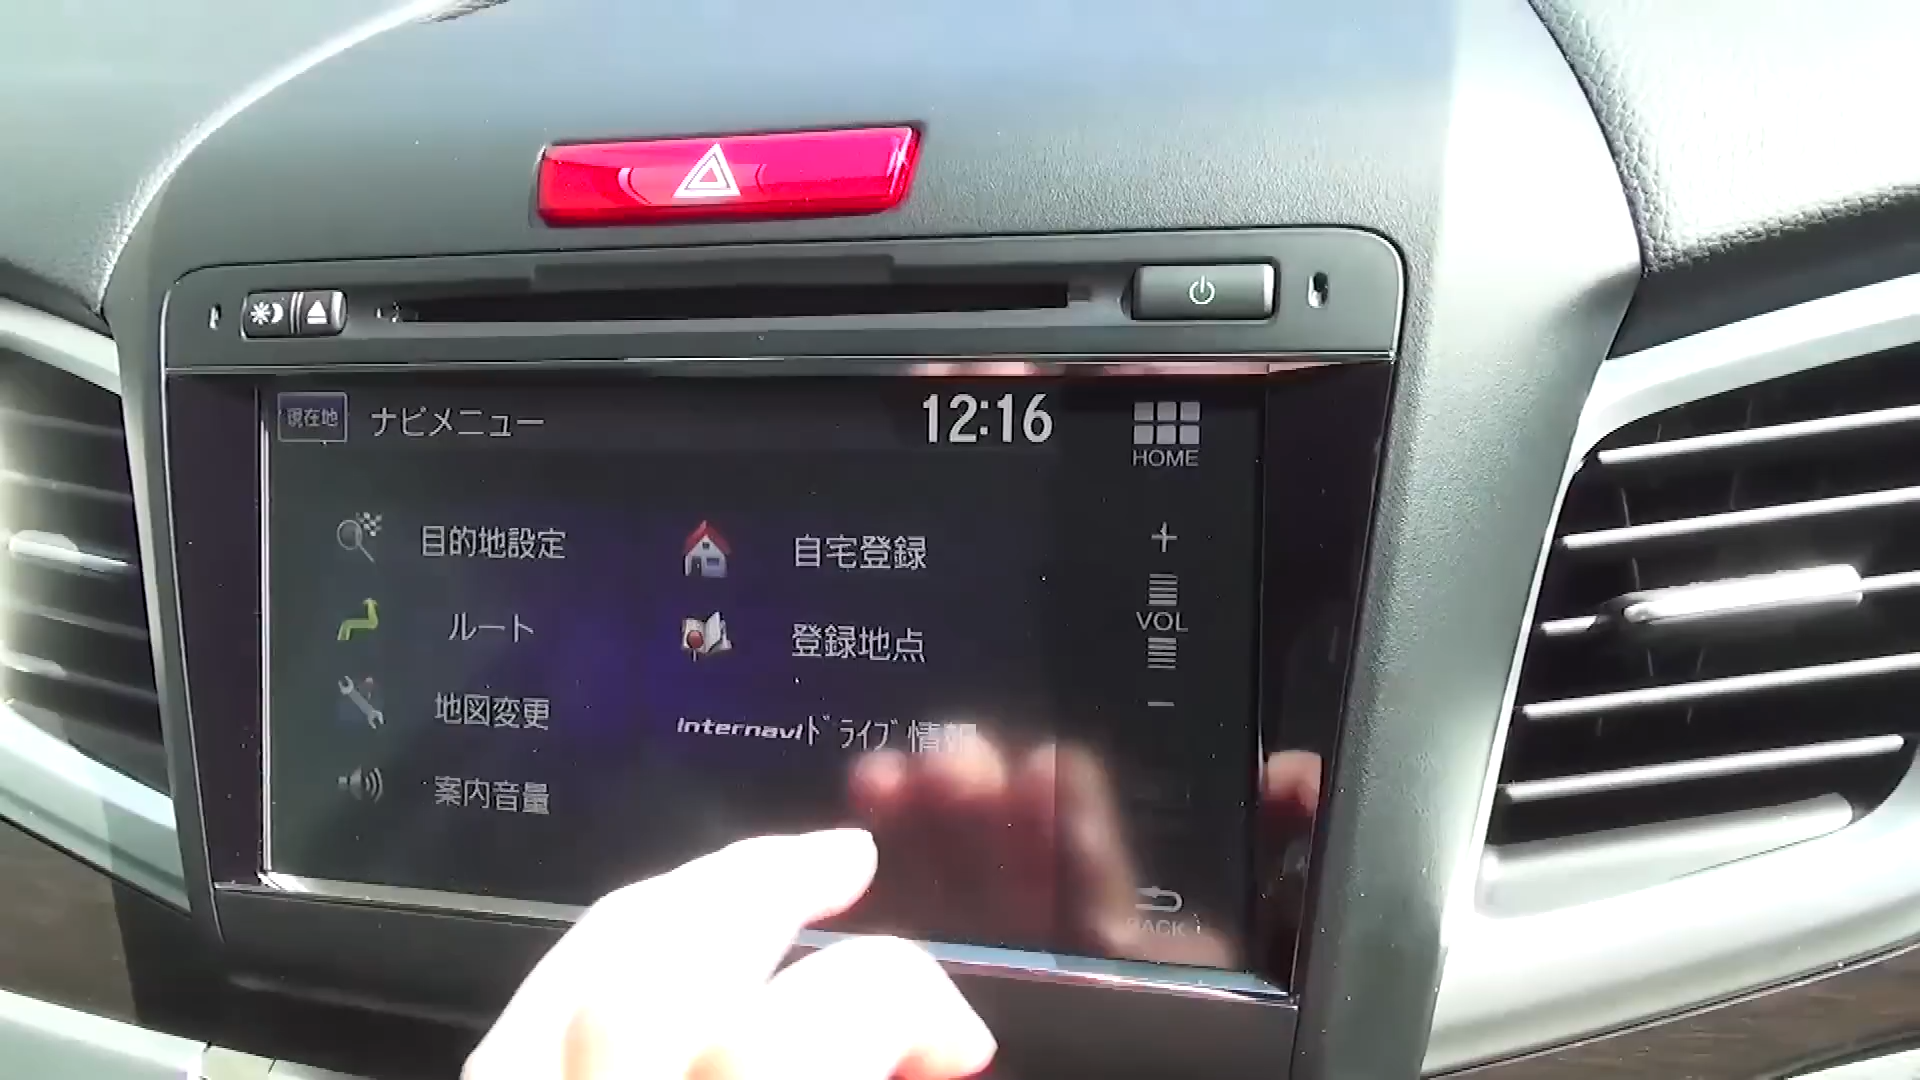 現在地 ナビメニュー 12:16
HOME
目的地設定 自宅登録
+
ルート 登録地点
VOL
地図変更 internaviドライブ情報
-
案内音量
BACK